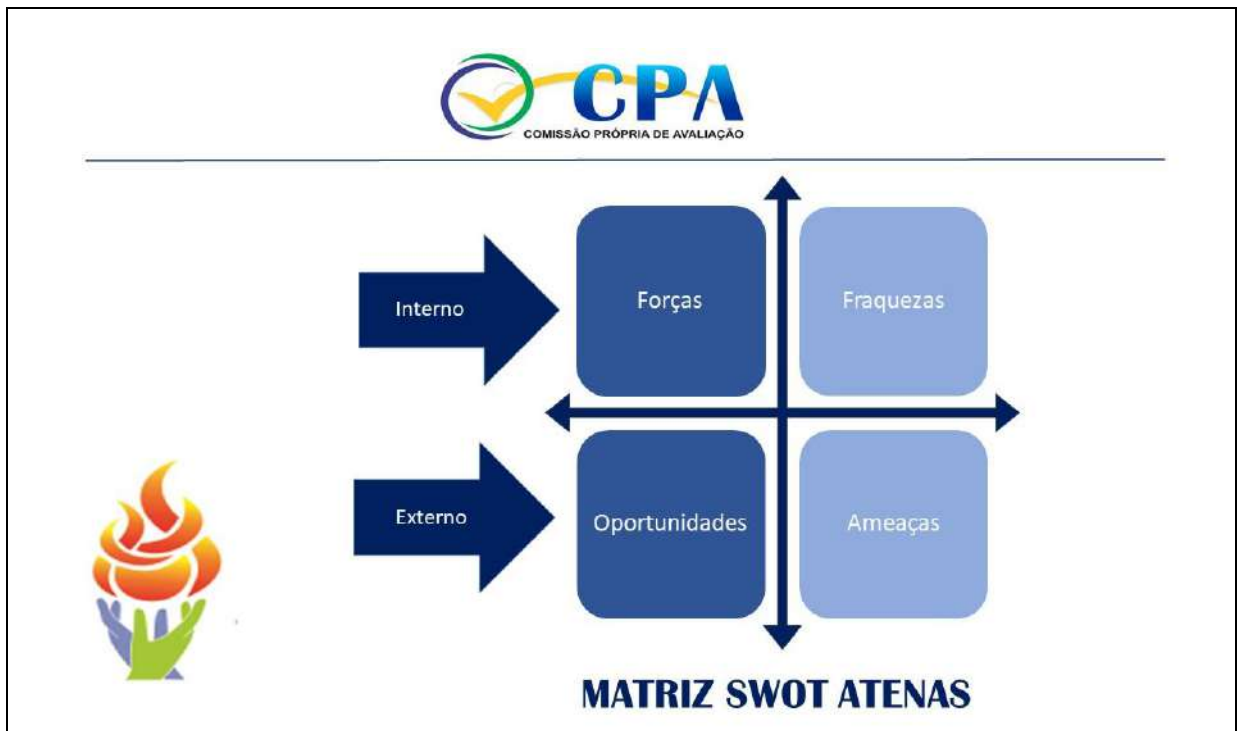 CPA
COMISSÃO PRÓPRIA DE AVALIAÇÃO
Interno
Forças
Fraquezas
Externo
Oportunidades
Ameaças
MATRIZ SWOT ATENAS